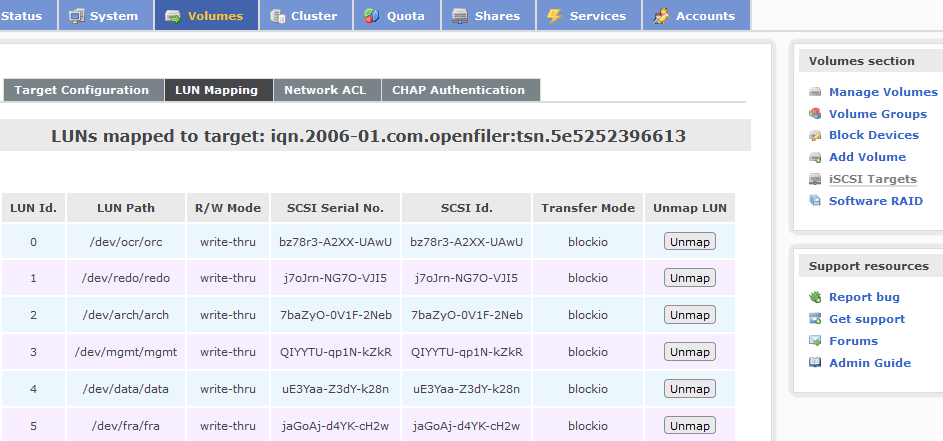 Status System Volumes Cluster Quota Shares Services Accounts
Target Configuration LUN Mapping Network ACL CHAP Authentication
LUNs mapped to target: iqn.2006-01.com.openfiler:tsn.5e5252396613
LUN Id. LUN Path R/W Mode SCSI Serial No. SCSI Id. Transfer Mode Unmap LUN
0 /dev/ocr/orc write-thru bz78r3-A2XX-UAwU bz78r3-A2XX-UAwU blockio Unmap
1 /dev/redo/redo write-thru j7oJrn-NG7O-VJI5 j7oJrn-NG7O-VJI5 blockio Unmap
2 /dev/arch/arch write-thru 7baZyO-0V1F-2Neb 7baZyO-0V1F-2Neb blockio Unmap
3 /dev/mgmt/mgmt write-thru QIYYTU-qp1N-kZkR QIYYTU-qp1N-kZkR blockio Unmap
4 /dev/data/data write-thru uE3Yaa-Z3dY-k28n uE3Yaa-Z3dY-k28n blockio Unmap
5 /dev/fra/fra write-thru jaGoAj-d4YK-cH2w jaGoAj-d4YK-cH2w blockio Unmap
Volumes section
Manage Volumes
Volume Groups
Block Devices
Add Volume
iSCSI Targets
Software RAID
Support resources
Report bug
Get support
Forums
Admin Guide